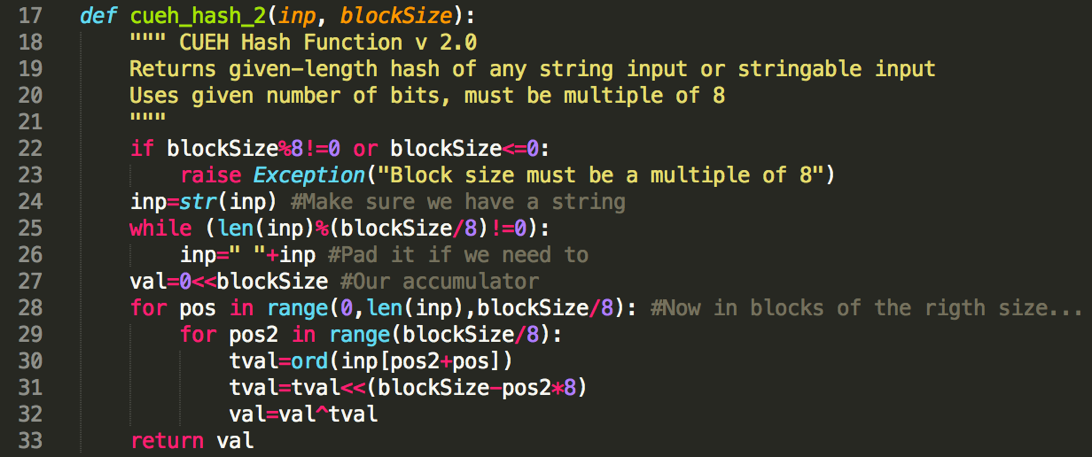 17 def cueh_hash_2(inp, blockSize):
18 """ CUEH Hash Function v 2.0
19 Returns given-length hash of any string input or stringable input
20 Uses given number of bits, must be multiple of 8
21 """
22 if blockSize%8!=0 or blockSize<=0:
23 raise Exception("Block size must be a multiple of 8")
24 inp=str(inp) #Make sure we have a string
25 while (len(inp)%(blockSize/8)!=0):
26 inp=" "+inp #Pad it if we need to
27 val=0<<blockSize #Our accumulator
28 for pos in range(0,len(inp),blockSize/8): #Now in blocks of the rigth size...
29 for pos2 in range(blockSize/8):
30 tval=ord(inp[pos2+pos])
31 tval=tval<<(blockSize-pos2*8)
32 val=val^tval
33 return val